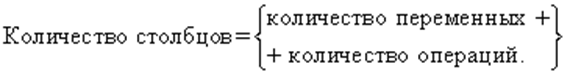 Количество столбцов={количество переменных +
+ количество операций.}